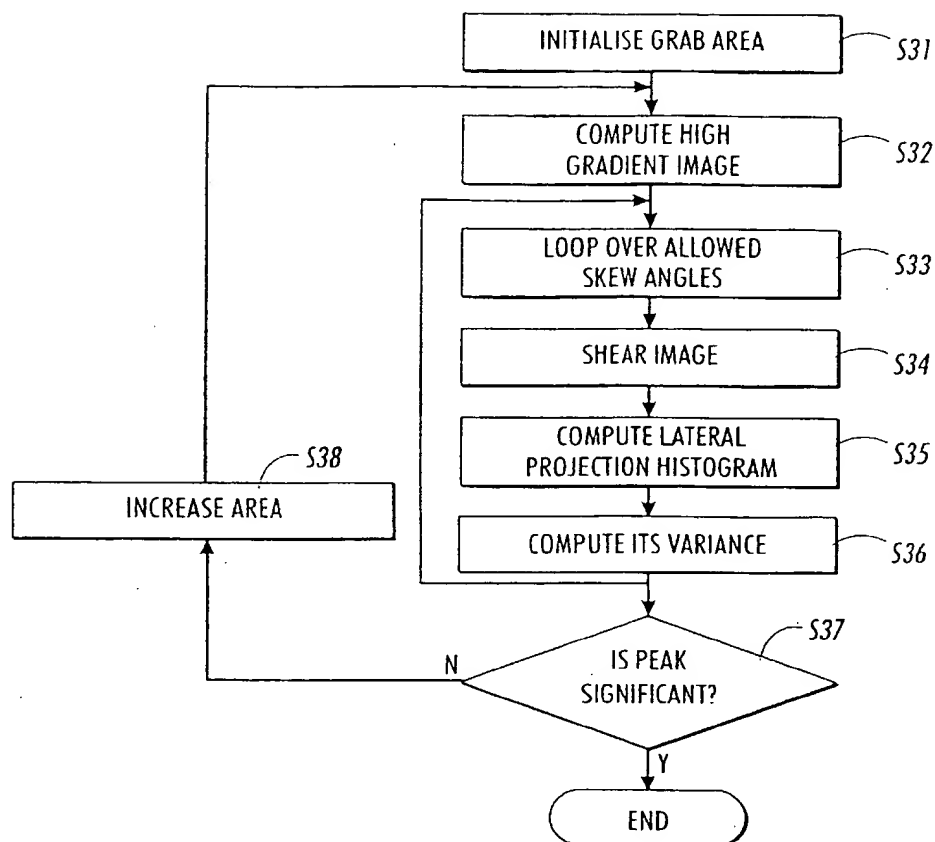 INITIALISE GRAB AREA
S31
COMPUTE HIGH
GRADIENT IMAGE
S32
LOOP OVER ALLOWED
SKEW ANGLES
S33
SHEAR IMAGE
S34
COMPUTE LATERAL
PROJECTION HISTOGRAM
S35
S38
INCREASE AREA
COMPUTE ITS VARIANCE
S36
S37
N
IS PEAK
SIGNIFICANT?
Y
END